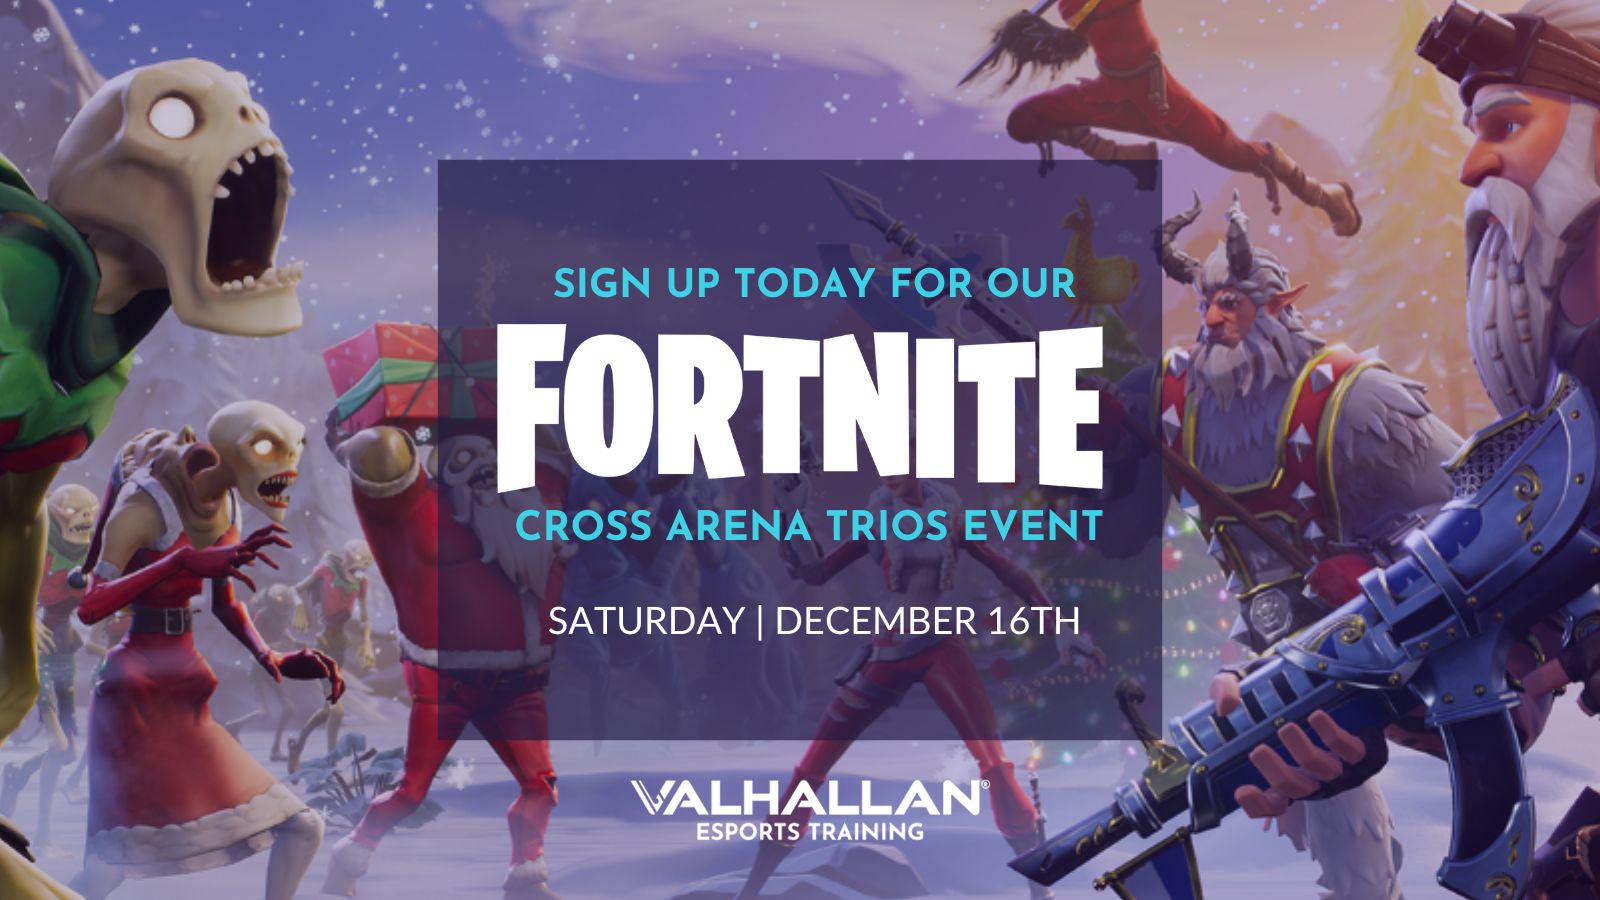 SIGN UP TODAY FOR OUR
FORTNITE
CROSS ARENA TRIOS EVENT
SATURDAY | DECEMBER 16TH
VALHALLAN®
ESPORTS TRAINING